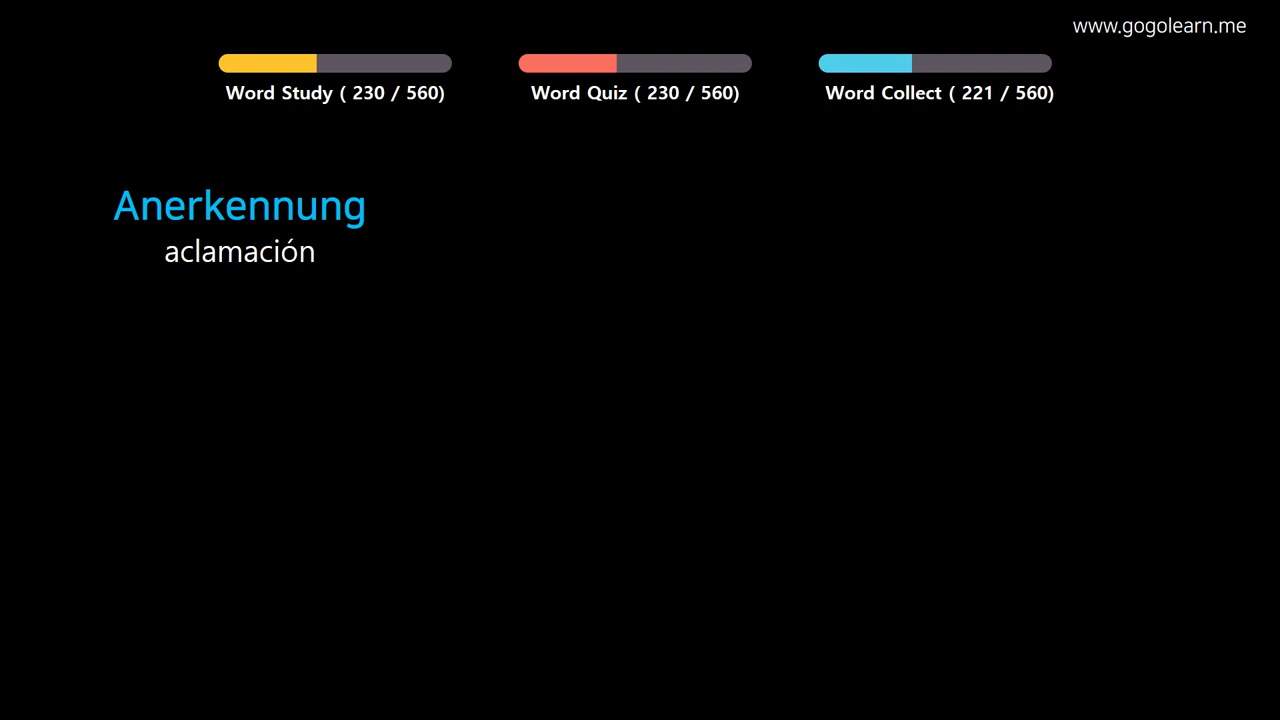 www.gogolearn.me
Word Study ( 230 / 560)
Word Quiz ( 230 / 560)
Word Collect ( 221 / 560)
Anerkennung
aclamación